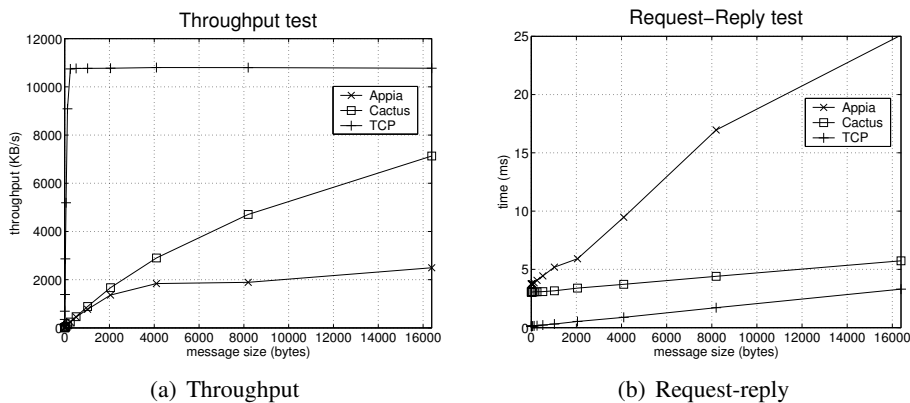 Throughput test
12000
10000
8000
6000
4000
2000
0
throughput (KB/s)
Appia
Cactus
TCP
0 2000 4000 6000 8000 10000 12000 14000 16000
message size (bytes)
(a) Throughput
Request−Reply test
25
20
15
10
5
0
time (ms)
Appia
Cactus
TCP
0 2000 4000 6000 8000 10000 12000 14000 16000
message size (bytes)
(b) Request-reply